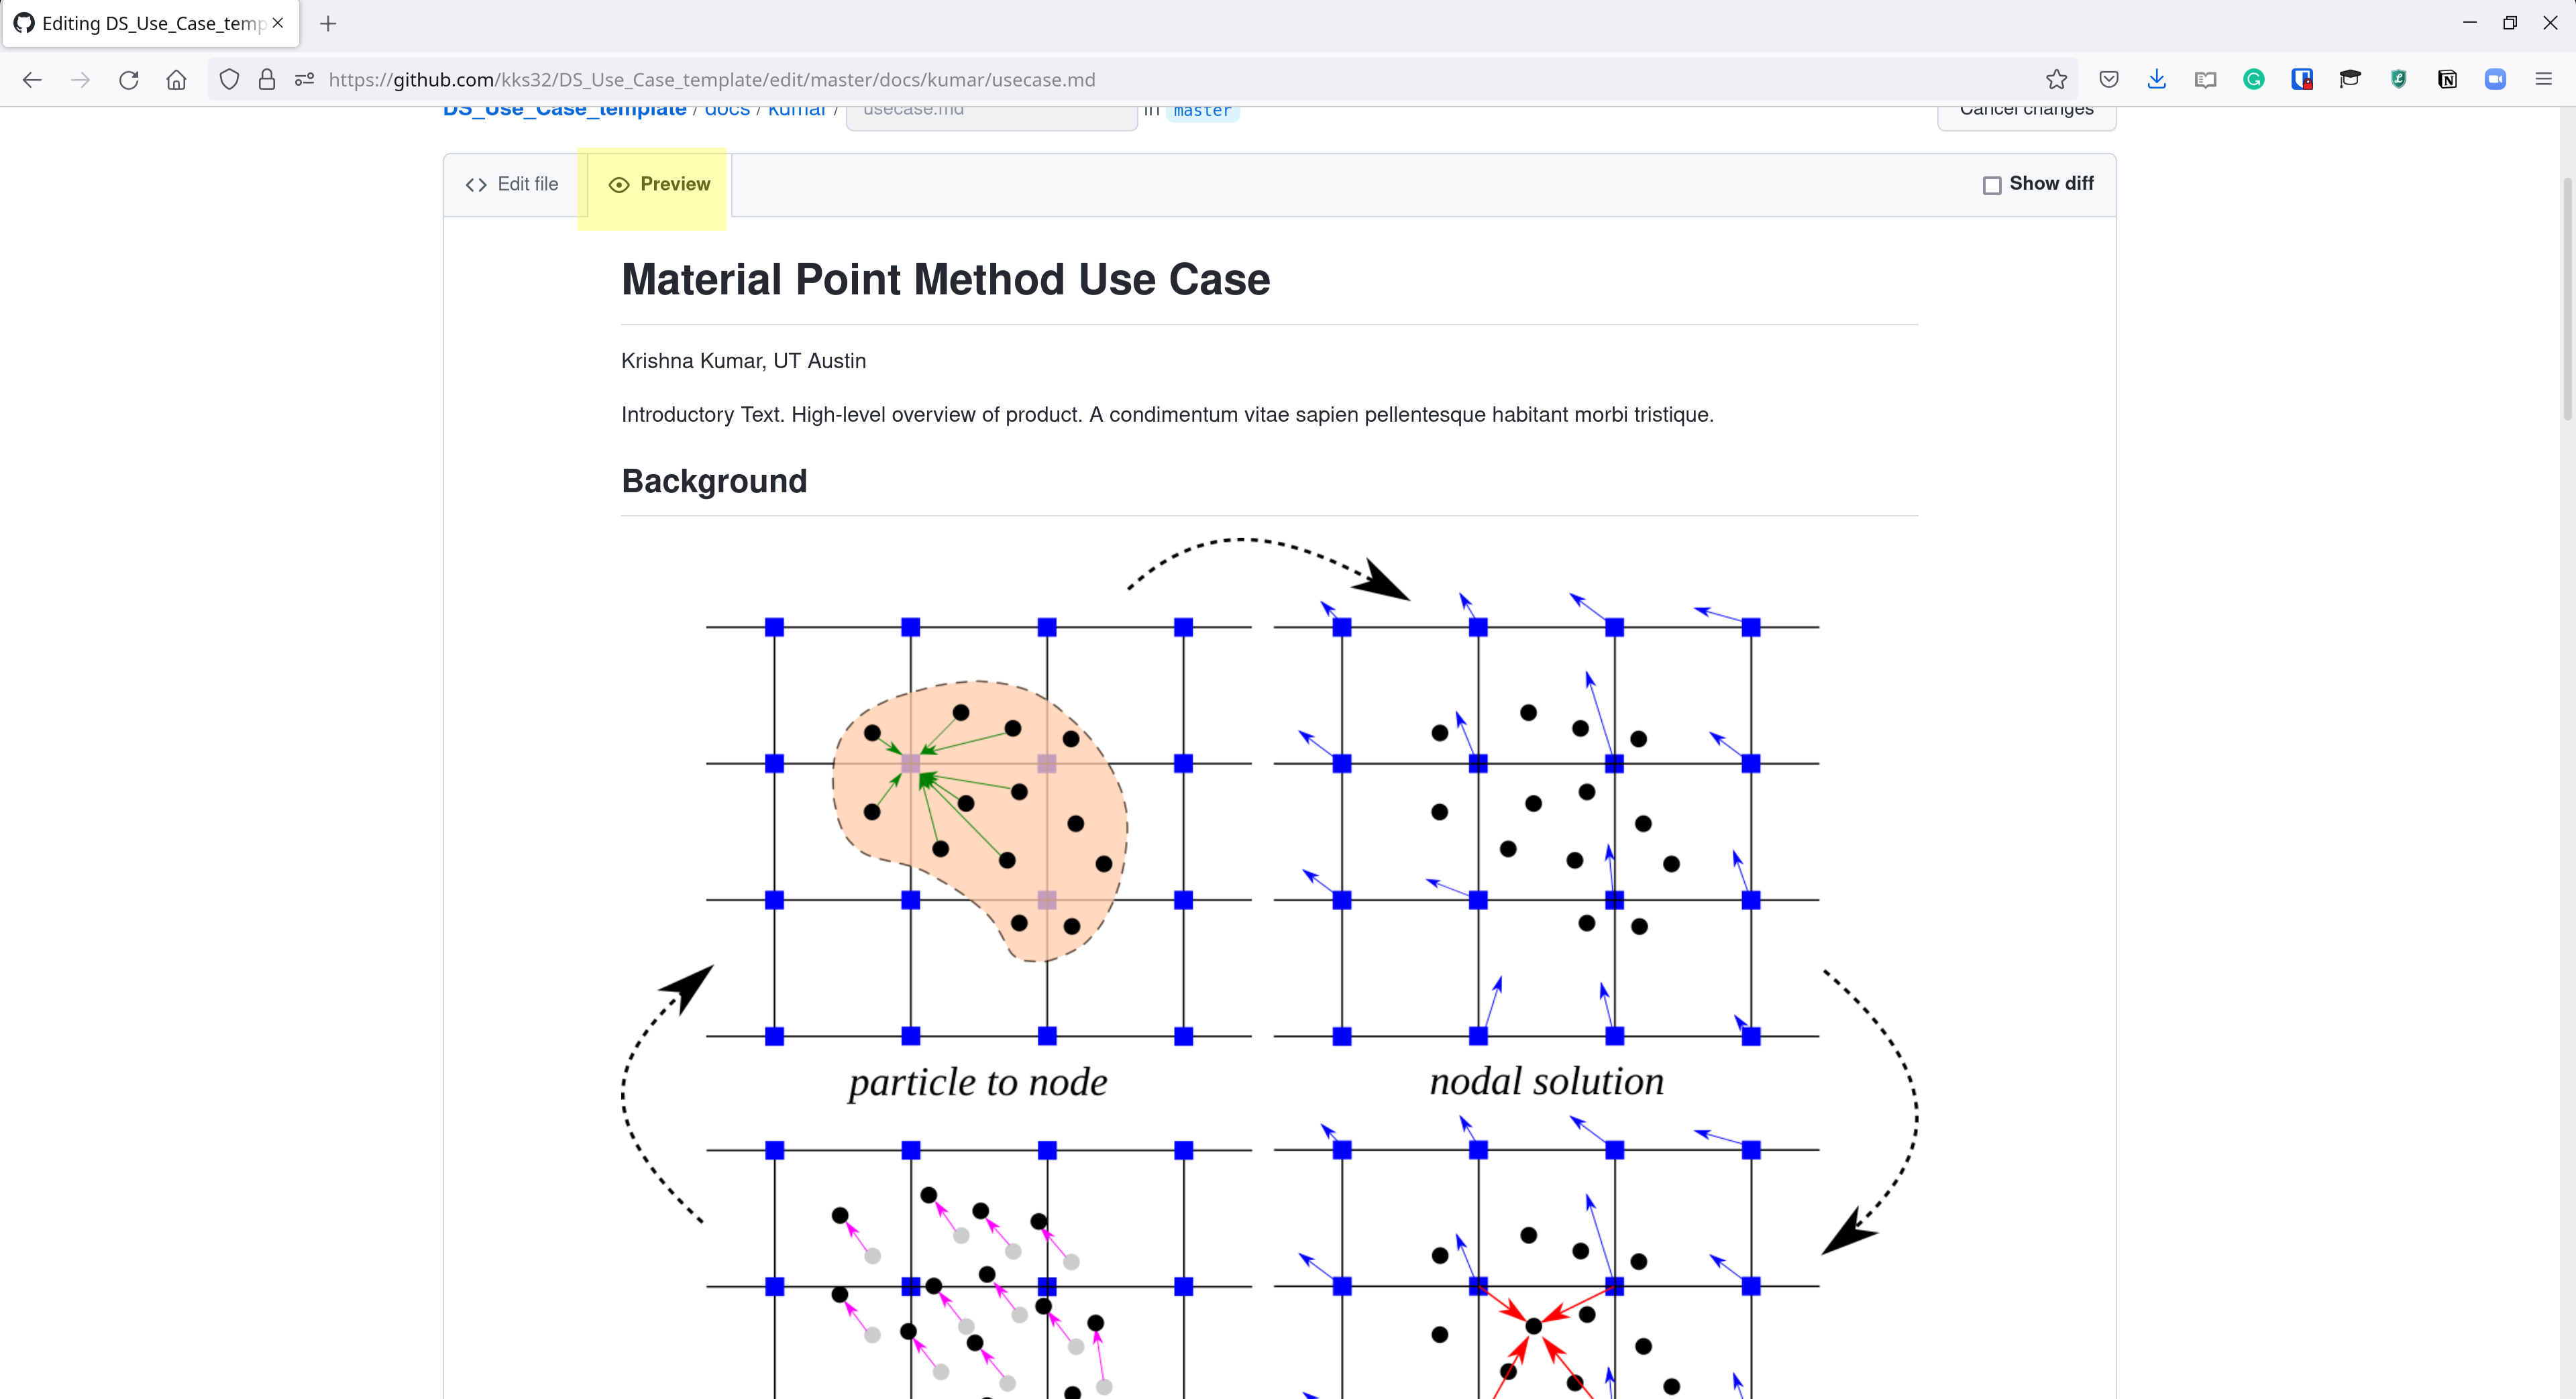 Editing DS_Use_Case_temp
https://github.com/kks32/DS_Use_Case_template/edit/master/docs/kumar/usecase.md
DS_Use_Case_template / docs / kumar / usecase.md in master Cancel changes
Edit file Preview Show diff
Material Point Method Use Case
Krishna Kumar, UT Austin
Introductory Text. High-level overview of product. A condimentum vitae sapien pellentesque habitant morbi tristique.
Background
particle to node nodal solution